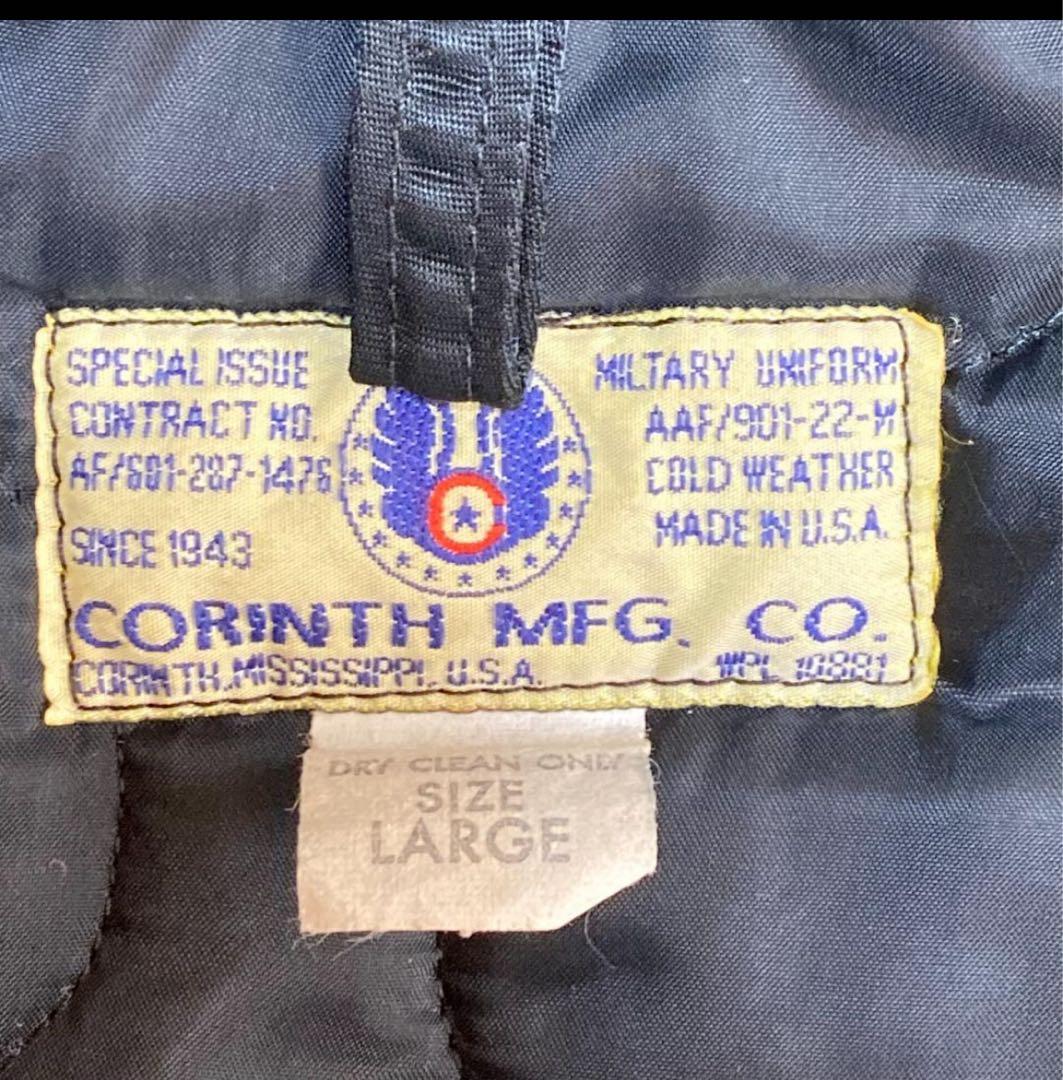 SPECIAL ISSUE
CONTRACT NO.
AF/601-207-1476
SINCE 1943
MILTARY UNIFORM
AAF/901-22-M
COLD WEATHER
MADE IN U.S.A.
CORINTH MFG. CO.
CORINTH.MISSISSIPPI. U.S.A.
WPL 10881
DRY CLEAN ONLY
SIZE
LARGE